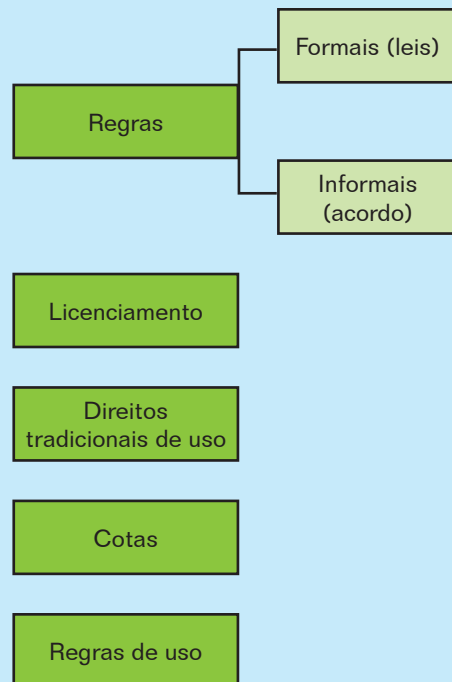 Formais (leis)
Regras
Informais
(acordo)
Licenciamento
Direitos
tradicionais de uso
Cotas
Regras de uso